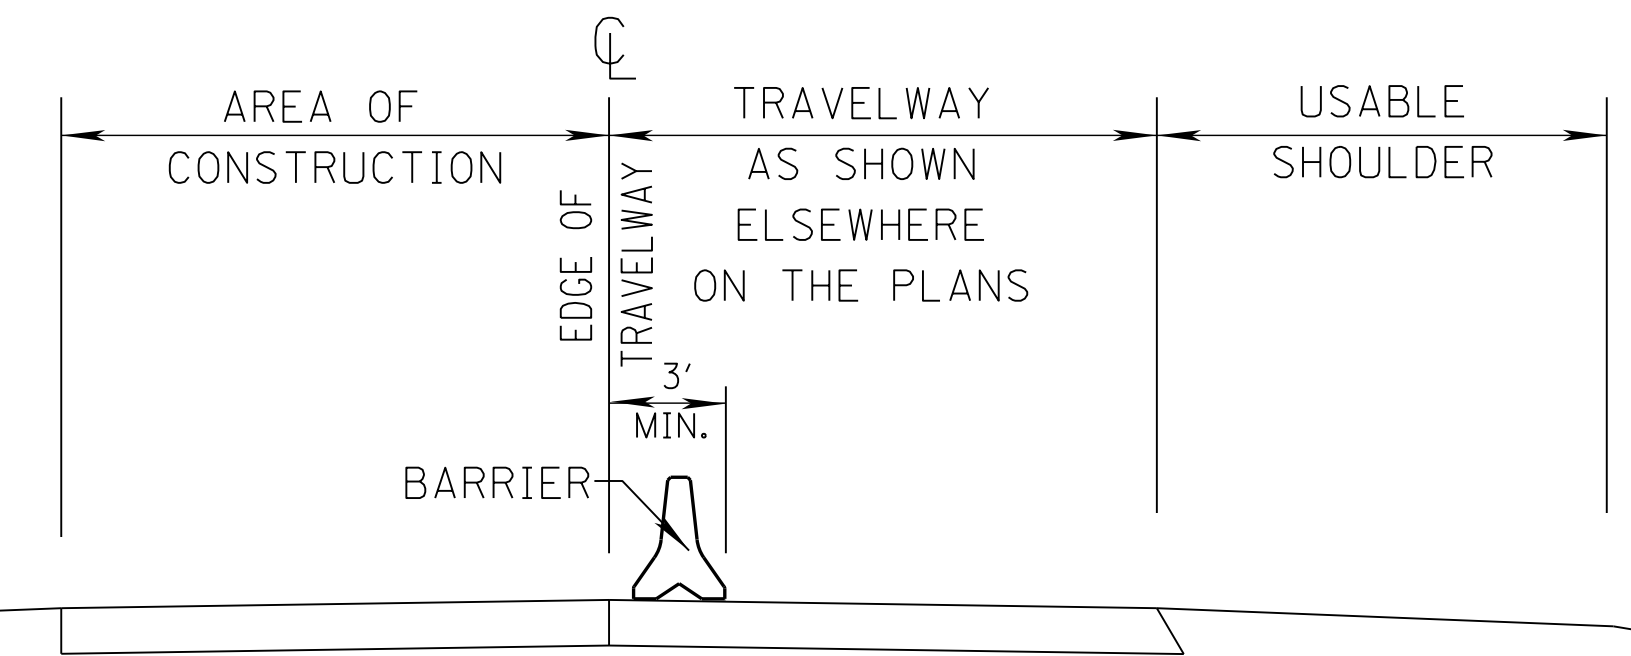 ℄
AREA OF
CONSTRUCTION
TRAVELWAY
AS SHOWN
ELSEWHERE
ON THE PLANS
USABLE
SHOULDER
EDGE OF
TRAVELWAY
3'
MIN.
BARRIER